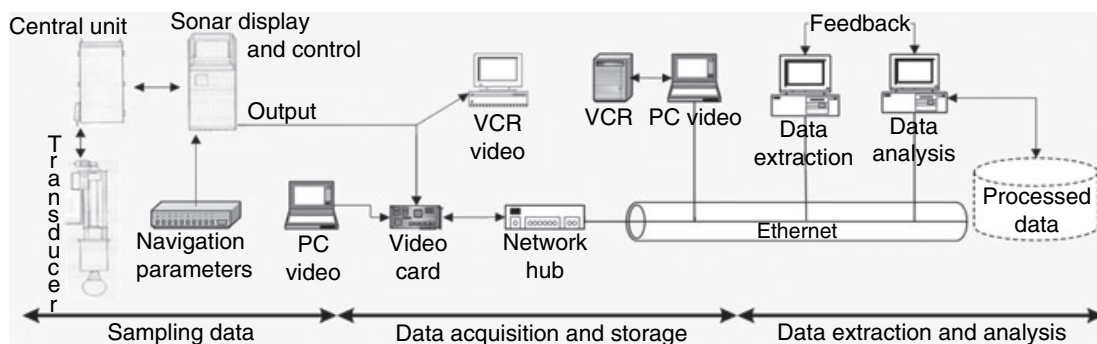 Central unit
Sonar display
and control
Output
Transducer
Navigation
parameters
PC
video
Video
card
VCR
video
Network
hub
VCR
PC video
Feedback
Data
extraction
Data
analysis
Processed
data
Ethernet
Sampling data
Data acquisition and storage
Data extraction and analysis